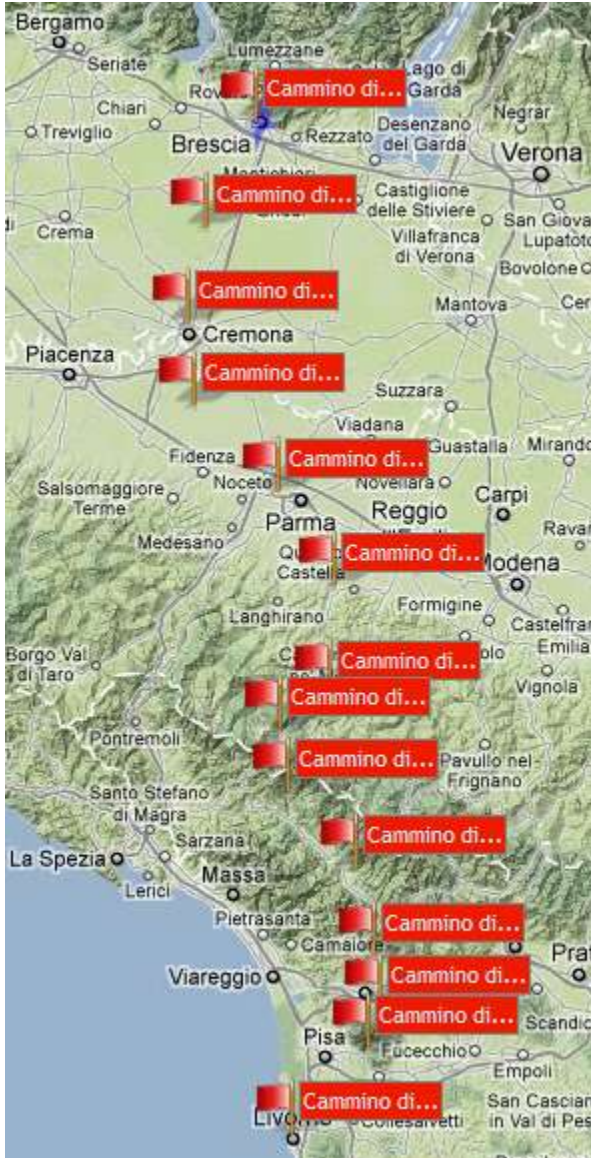 Bergamo
Seriate
Lumezzane
Cammino di...
Lago di
Garda
Chiari
Treviglio
Brescia
Rezzato
Desenzano
del Garda
Negrar
Verona
Cammino di...
Castiglione
delle Stiviere
Crema
Villafranca
di Verona
San Giova
Lupatoto
Bovolone
Cammino di...
Mantova
Cer
Cremona
Piacenza
Cammino di...
Suzzara
Viadana
Guastalla
Mirando
Fidenza
Cammino di...
Noceto
Novellara
Salsomaggiore
Terme
Carpi
Parma
Reggio
Medesano
Ravar
Cammino di...
Castella
Modena
Langhirano
Formigine
Castelfran
Emilia
Borgo Val
di Taro
Cammino di...
Vignola
Cammino di...
Pontremoli
Cammino di...
Pavullo nel
Frignano
Santo Stefano
di Magra
Sarzana
Cammino di...
La Spezia
Lerici
Massa
Pietrasanta
Cammino di...
Camaiore
Prat
Viareggio
Cammino di...
Cammino di...
Scandic
Pisa
Fucecchio
Empoli
Cammino di...
San Cascian
in Val di Pes
Livorno
Collesalvetti